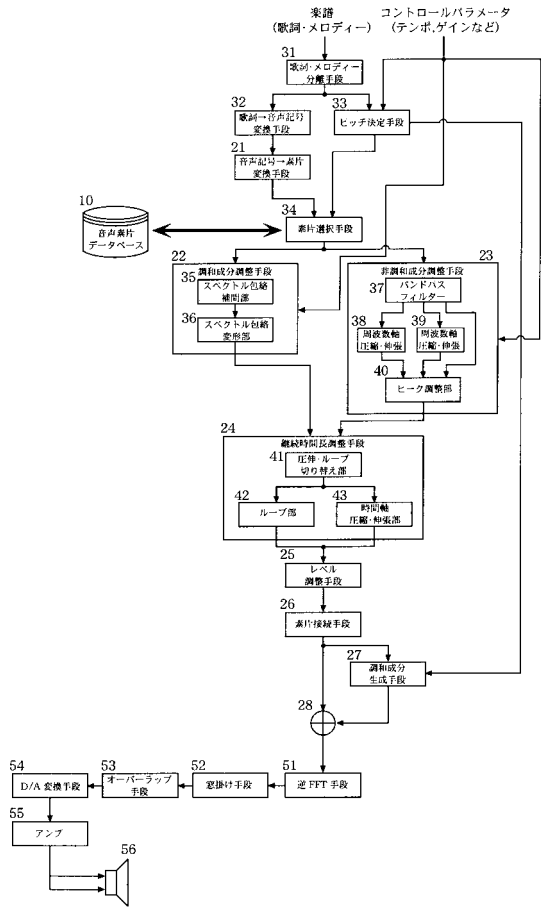 楽譜
(歌詞・メロディー)
コントロールパラメータ
(テンポ,ゲインなど)
31
歌詞・メロディー
分離手段
32
歌詞→音声記号
変換手段
33
ピッチ決定手段
21
音声記号→素片
変換手段
10
音声素片
データベース
34
素片選択手段
22
調和成分調整手段
35
スペクトル包絡
補間部
36
スペクトル包絡
変形部
23
非調和成分調整手段
37
バンドパス
フィルター
38
周波数軸
圧縮・伸張
39
周波数軸
圧縮・伸張
40
ピーク調整部
24
継続時間長調整手段
41
圧伸・ループ
切り替え部
42
ループ部
43
時間軸
圧縮・伸張部
25
レベル
調整手段
26
素片接続手段
27
調和成分
生成手段
28
54
D/A 変換手段
53
オーバーラップ
手段
52
窓掛け手段
51
逆FFT手段
55
アンプ
56